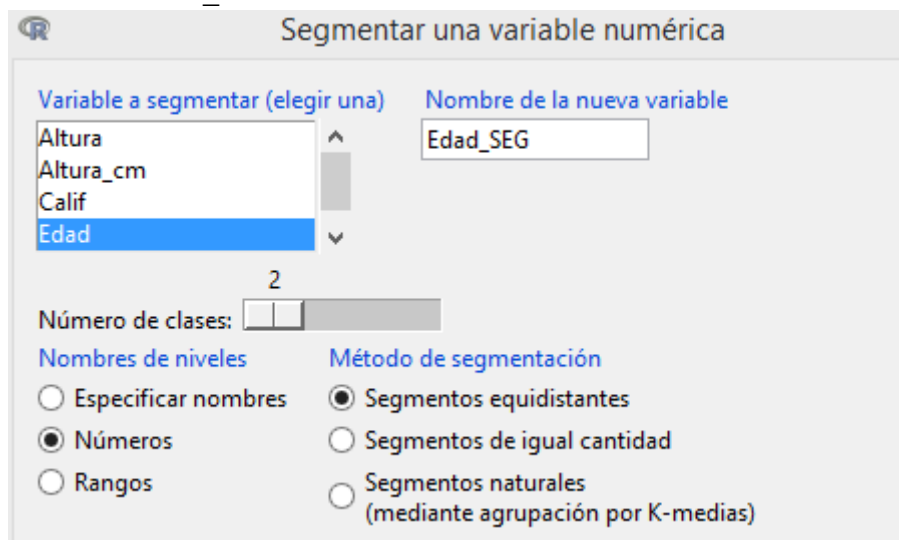 Segmentar una variable numérica
Variable a segmentar (elegir una)
Nombre de la nueva variable
Altura
Altura_cm
Calif
Edad
Edad_SEG
2
Número de clases:
Nombres de niveles
Especificar nombres
Números
Rangos
Método de segmentación
Segmentos equidistantes
Segmentos de igual cantidad
Segmentos naturales
(mediante agrupación por K-medias)